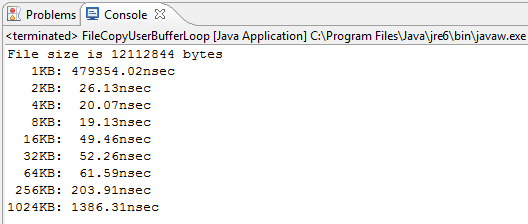 Problems Console
<terminated> FileCopyUserBufferLoop [Java Application] C:\Program Files\Java\jre6\bin\javaw.exe
File size is 12112844 bytes
1KB: 479354.02nsec
2KB: 26.13nsec
4KB: 20.07nsec
8KB: 19.13nsec
16KB: 49.46nsec
32KB: 52.26nsec
64KB: 61.59nsec
256KB: 203.91nsec
1024KB: 1386.31nsec